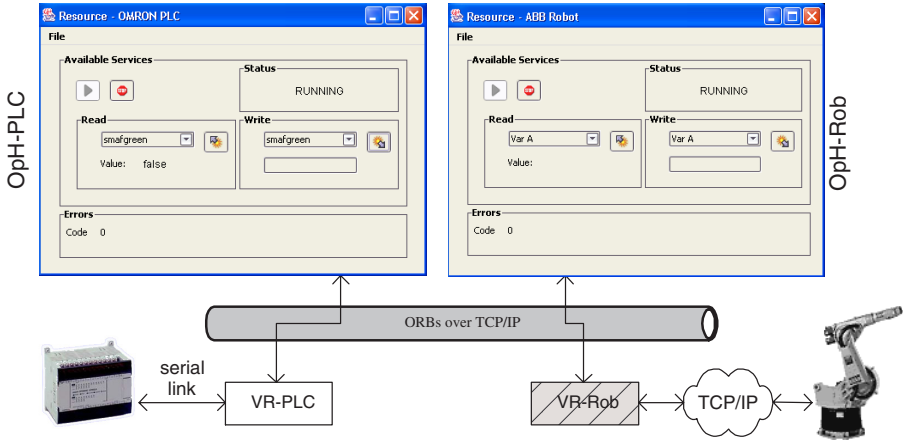 Resource - OMRON PLC
File
Available Services
STOP
Status
RUNNING
Read
smafgreen
Value: false
Write
smafgreen
Errors
Code 0
OpH-PLC
Resource - ABB Robot
File
Available Services
STOP
Status
RUNNING
Read
Var A
Value:
Write
Var A
Errors
Code 0
OpH-Rob
ORBs over TCP/IP
serial
link
VR-PLC
VR-Rob
TCP/IP